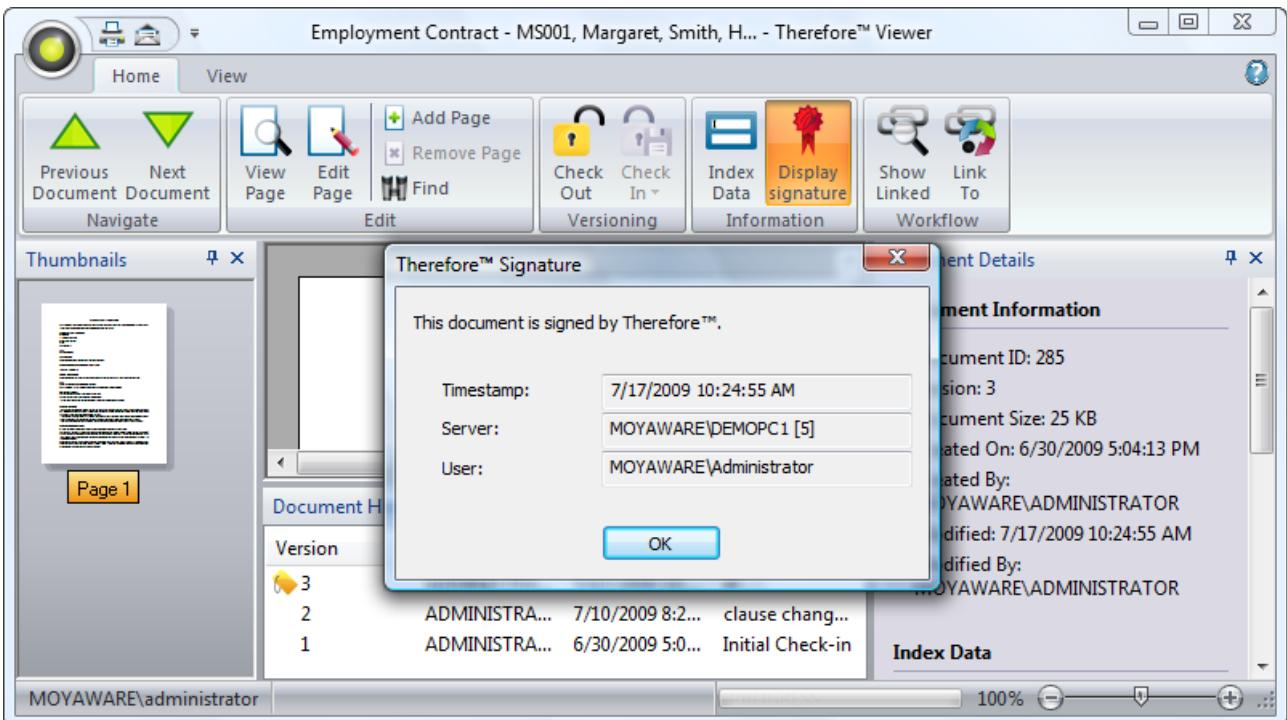 Employment Contract - MS001, Margaret, Smith, H... - Therefore™ Viewer
Home View
Previous Document
Next Document
Navigate
View Page
Edit Page
Add Page
Remove Page
Find
Edit
Check Out
Check In
Versioning
Index Data
Display signature
Information
Show Linked
Link To
Workflow
Thumbnails
Page 1
Therefore™ Signature
This document is signed by Therefore™.
Timestamp: 7/17/2009 10:24:55 AM
Server: MOYAWARE\DEMOPC1 [5]
User: MOYAWARE\Administrator
OK
Document H
Version
3
2 ADMINISTRA... 7/10/2009 8:2... clause chang...
1 ADMINISTRA... 6/30/2009 5:0... Initial Check-in
ent Details
ment Information
cument ID: 285
sion: 3
cument Size: 25 KB
ated On: 6/30/2009 5:04:13 PM
ated By:
OYAWARE\ADMINISTRATOR
dified: 7/17/2009 10:24:55 AM
dified By:
MOYAWARE\ADMINISTRATOR
Index Data
MOYAWARE\administrator
100%